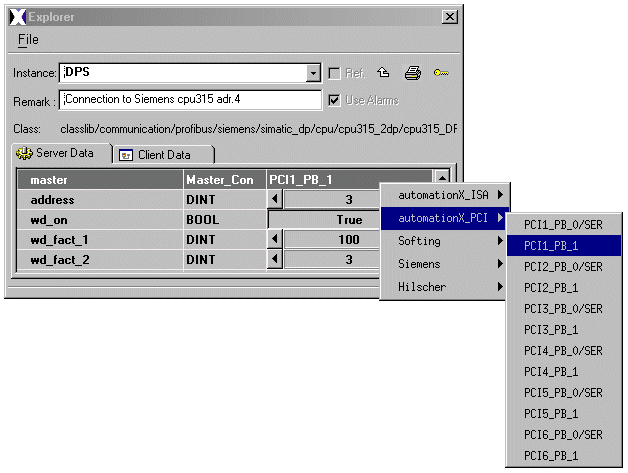 Explorer
File
Instance: ;DPS Ref.
Remark : ;Connection to Siemens cpu315 adr.4 Use Alarms
Class: classlib/communication/profibus/siemens/simatic_dp/cpu/cpu315_2dp/cpu315_DF
Server Data Client Data
master Master_Con PCI1_PB_1
address DINT 3
wd_on BOOL True
wd_fact_1 DINT 100
wd_fact_2 DINT 3
automationX_ISA
automationX_PCI
Softing
Siemens
Hilscher
PCI1_PB_0/SER
PCI1_PB_1
PCI2_PB_0/SER
PCI2_PB_1
PCI3_PB_0/SER
PCI3_PB_1
PCI4_PB_0/SER
PCI4_PB_1
PCI5_PB_0/SER
PCI5_PB_1
PCI6_PB_0/SER
PCI6_PB_1